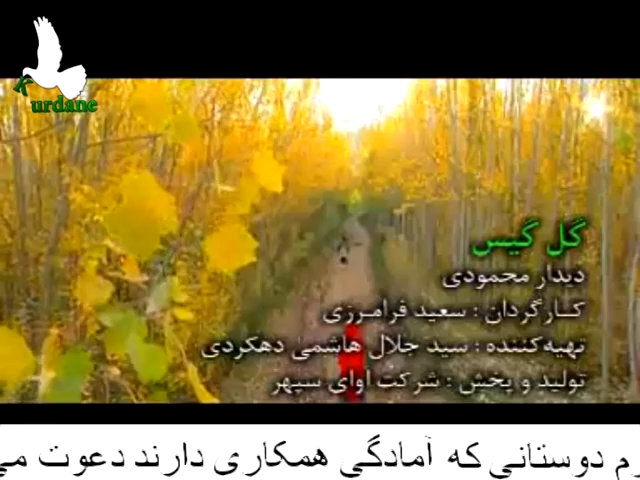 Kurdane
گل گیس
دیدار محمودی
کارگردان : سعید فرامرزی
تهیه‌کننده : سید جلال هاشمی دهکردی
تولید و پخش : شرکت آوای سپهر
دوستانی که آمادگی همکاری دارند دعوت